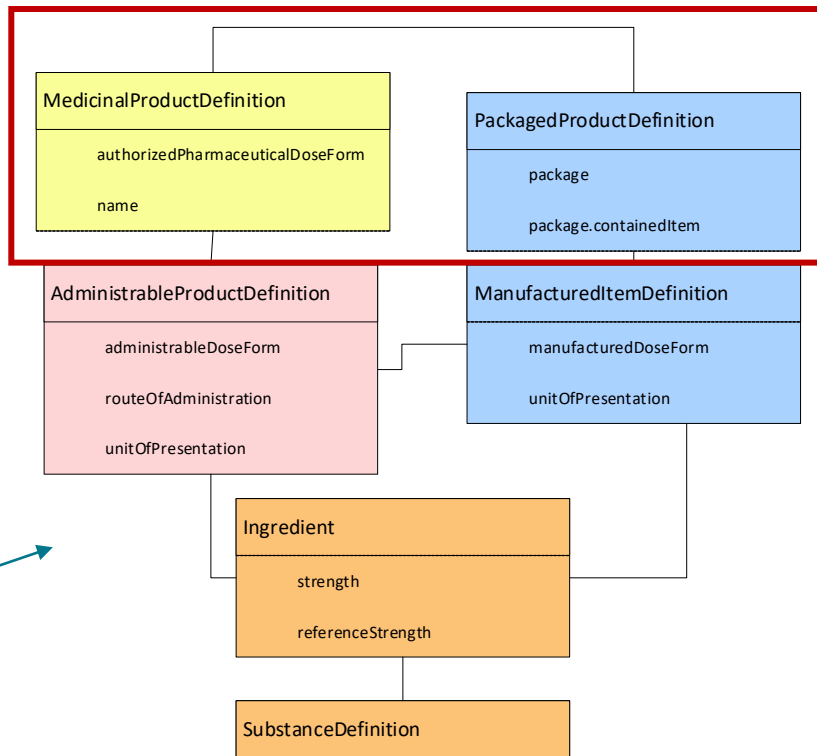 MedicinalProductDefinition
authorizedPharmaceuticalDoseForm
name
PackagedProductDefinition
package
package.containedItem
AdministrableProductDefinition
administrableDoseForm
routeOfAdministration
unitOfPresentation
ManufacturedItemDefinition
manufacturedDoseForm
unitOfPresentation
Ingredient
strength
referenceStrength
SubstanceDefinition